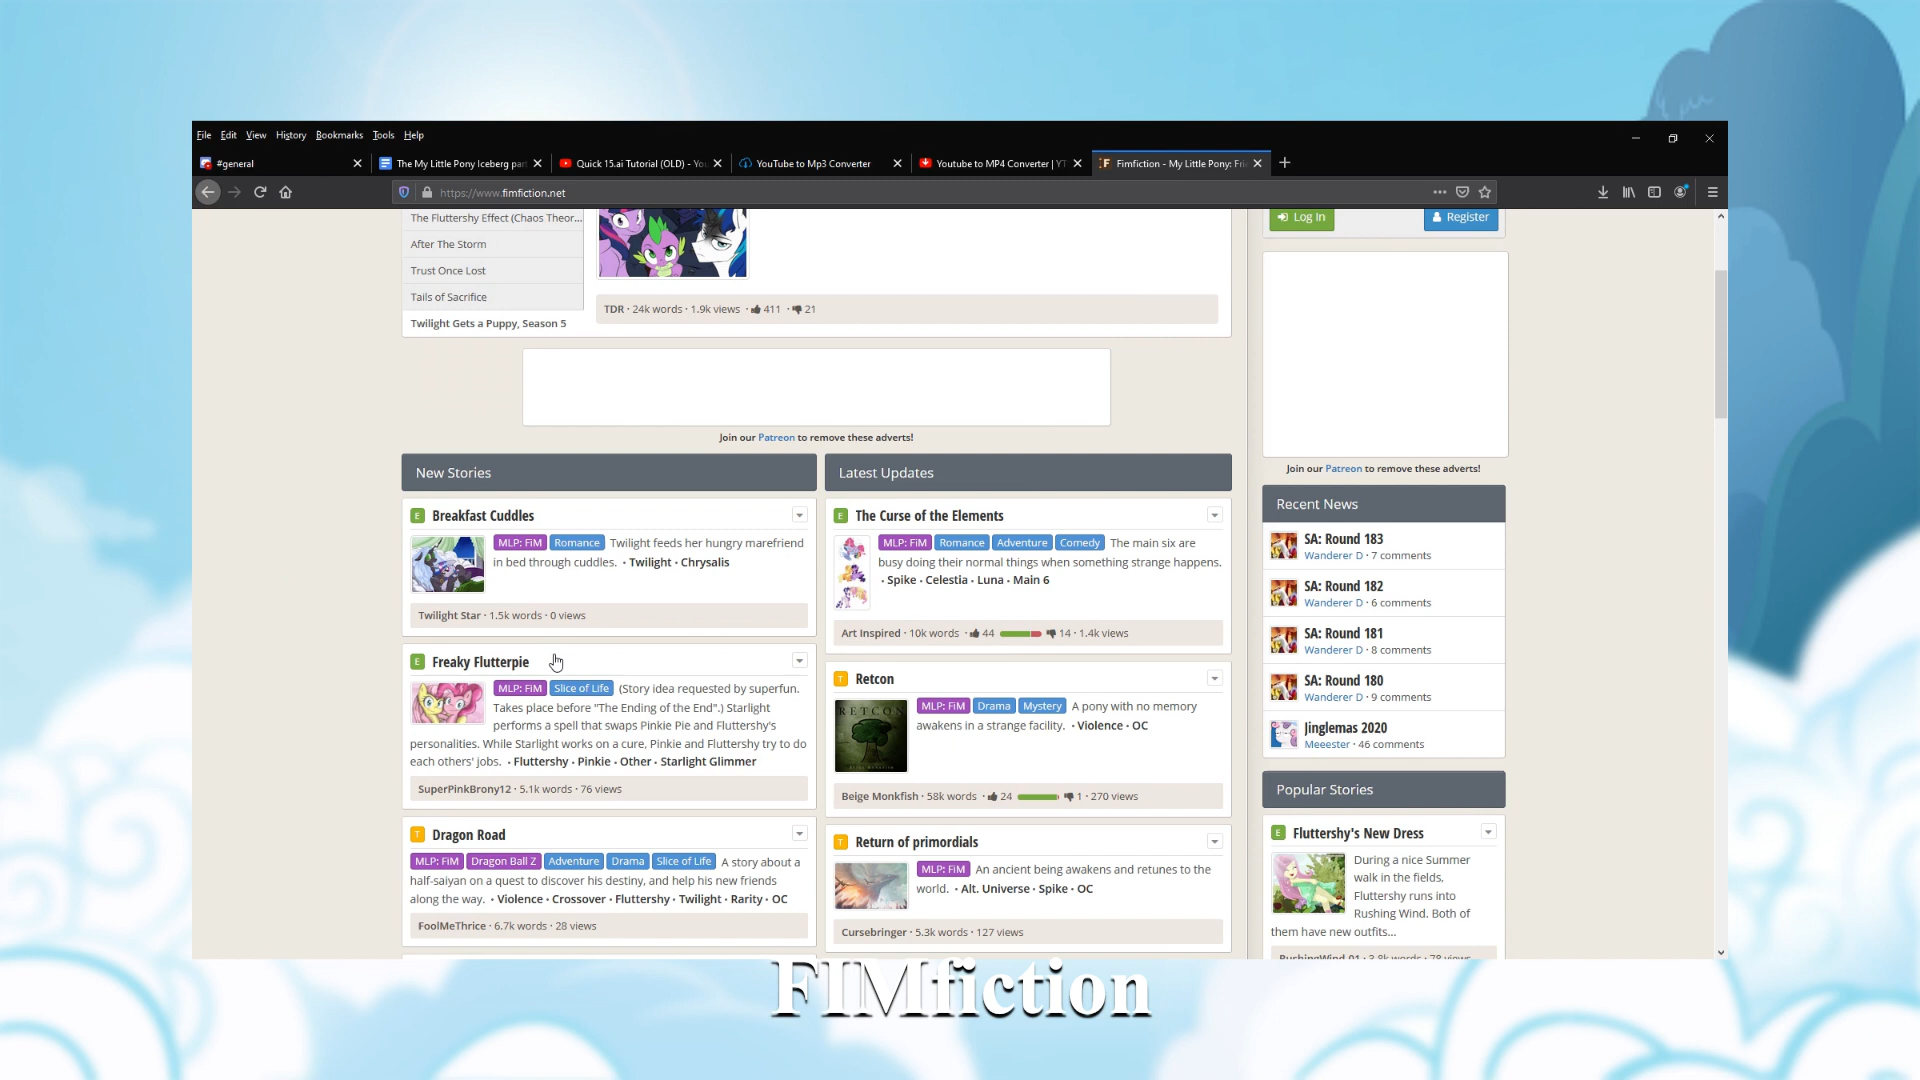 File Edit View History Bookmarks Tools Help
#general
The My Little Pony Iceberg part
Quick 15.ai Tutorial (OLD) - You
YouTube to Mp3 Converter
Youtube to MP4 Converter | YT
Fimfiction - My Little Pony: Frie
https://www.fimfiction.net
The Fluttershy Effect (Chaos Theor...
After The Storm
Trust Once Lost
Tails of Sacrifice
Twilight Gets a Puppy, Season 5
TDR · 24k words · 1.9k views · 411 · 21
Join our Patreon to remove these adverts!
New Stories
E Breakfast Cuddles
MLP: FiM Romance Twilight feeds her hungry marefriend
in bed through cuddles. · Twilight · Chrysalis
Twilight Star · 1.5k words · 0 views
E Freaky Flutterpie
MLP: FiM Slice of Life (Story idea requested by superfun.
Takes place before "The Ending of the End".) Starlight
performs a spell that swaps Pinkie Pie and Fluttershy's
personalities. While Starlight works on a cure, Pinkie and Fluttershy try to do
each others' jobs. · Fluttershy · Pinkie · Other · Starlight Glimmer
SuperPinkBrony12 · 5.1k words · 76 views
T Dragon Road
MLP: FiM Dragon Ball Z Adventure Drama Slice of Life A story about a
half-saiyan on a quest to discover his destiny, and help his new friends
along the way. · Violence · Crossover · Fluttershy · Twilight · Rarity · OC
FoolMeThrice · 6.7k words · 28 views
Latest Updates
E The Curse of the Elements
MLP: FiM Romance Adventure Comedy The main six are
busy doing their normal things when something strange happens.
· Spike · Celestia · Luna · Main 6
Art Inspired · 10k words · 44 14 · 1.4k views
T Retcon
RETCON
MLP: FiM Drama Mystery A pony with no memory
awakens in a strange facility. · Violence · OC
Beige Monkfish · 58k words · 24 1 · 270 views
T Return of primordials
MLP: FiM An ancient being awakens and retunes to the
world. · Alt. Universe · Spike · OC
Cursebringer · 5.3k words · 127 views
Log In
Register
Join our Patreon to remove these adverts!
Recent News
SA: Round 183
Wanderer D · 7 comments
SA: Round 182
Wanderer D · 6 comments
SA: Round 181
Wanderer D · 8 comments
SA: Round 180
Wanderer D · 9 comments
Jinglemas 2020
Meeester · 46 comments
Popular Stories
E Fluttershy's New Dress
During a nice Summer
walk in the fields,
Fluttershy runs into
Rushing Wind. Both of
them have new outfits...
RushingWind 01 · 3.8k words · 78 views
FIMfiction